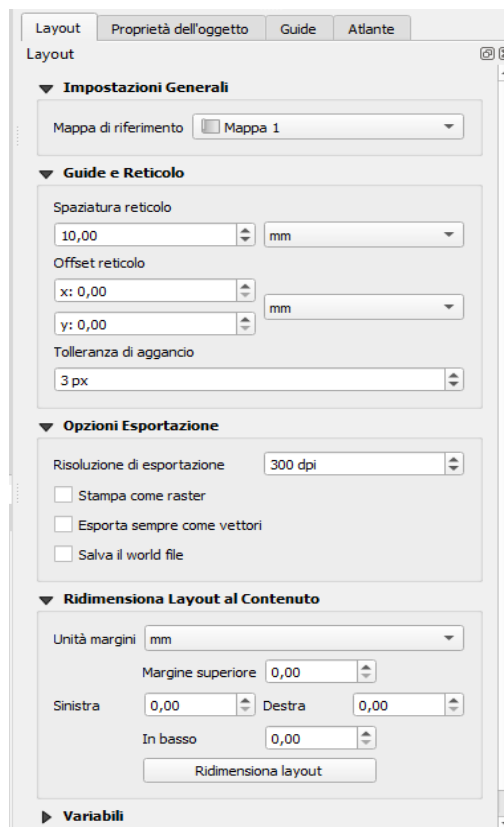 Layout Proprietà dell'oggetto Guide Atlante
Layout
Impostazioni Generali
Mappa di riferimento Mappa 1
Guide e Reticolo
Spaziatura reticolo
10,00 mm
Offset reticolo
x: 0,00
mm
y: 0,00
Tolleranza di aggancio
3 px
Opzioni Esportazione
Risoluzione di esportazione 300 dpi
Stampa come raster
Esporta sempre come vettori
Salva il world file
Ridimensiona Layout al Contenuto
Unità margini mm
Margine superiore 0,00
Sinistra 0,00 Destra 0,00
In basso 0,00
Ridimensiona layout
Variabili